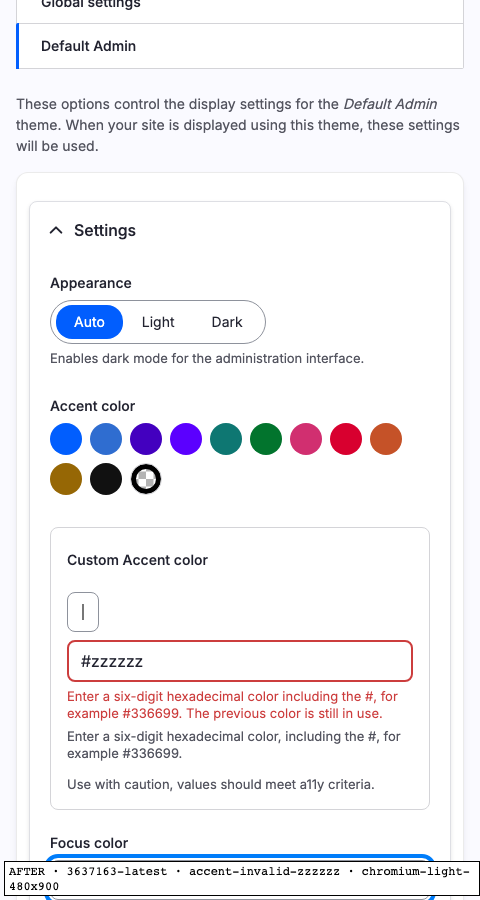 Global settings
Default Admin
These options control the display settings for the Default Admin
theme. When your site is displayed using this theme, these settings
will be used.
Settings
Appearance
Auto Light Dark
Enables dark mode for the administration interface.
Accent color
Custom Accent color
#zzzzzz
Enter a six-digit hexadecimal color including the #, for
example #336699. The previous color is still in use.
Enter a six-digit hexadecimal color, including the #, for
example #336699.
Use with caution, values should meet a11y criteria.
Focus color
AFTER · 3637163-latest · accent-invalid-zzzzzz · chromium-light-
480x900